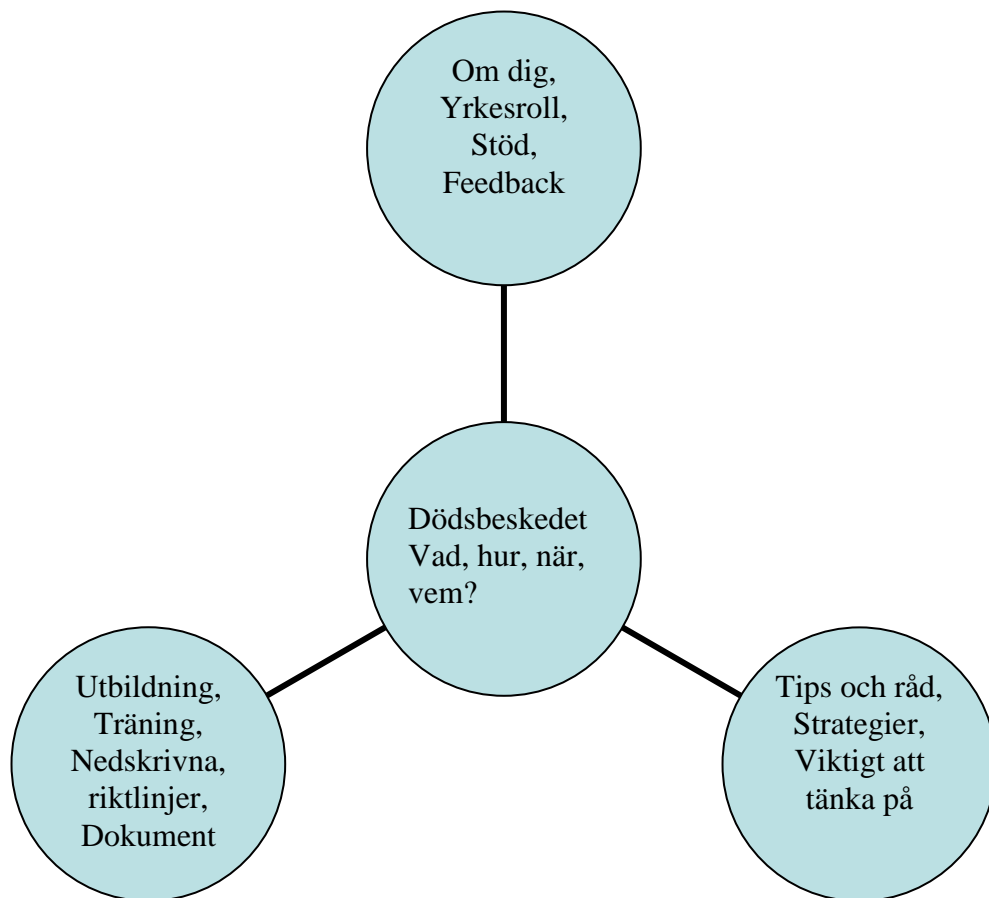 Om dig,
Yrkesroll,
Stöd,
Feedback
Dödsbeskedet
Vad, hur, när,
vem?
Utbildning,
Träning,
Nedskrivna,
riktlinjer,
Dokument
Tips och råd,
Strategier,
Viktigt att
tänka på